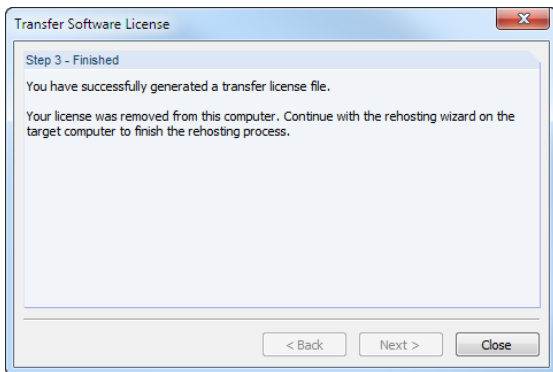 Transfer Software License
Step 3 - Finished
You have successfully generated a transfer license file.
Your license was removed from this computer. Continue with the rehosting wizard on the
target computer to finish the rehosting process.
< Back
Next >
Close